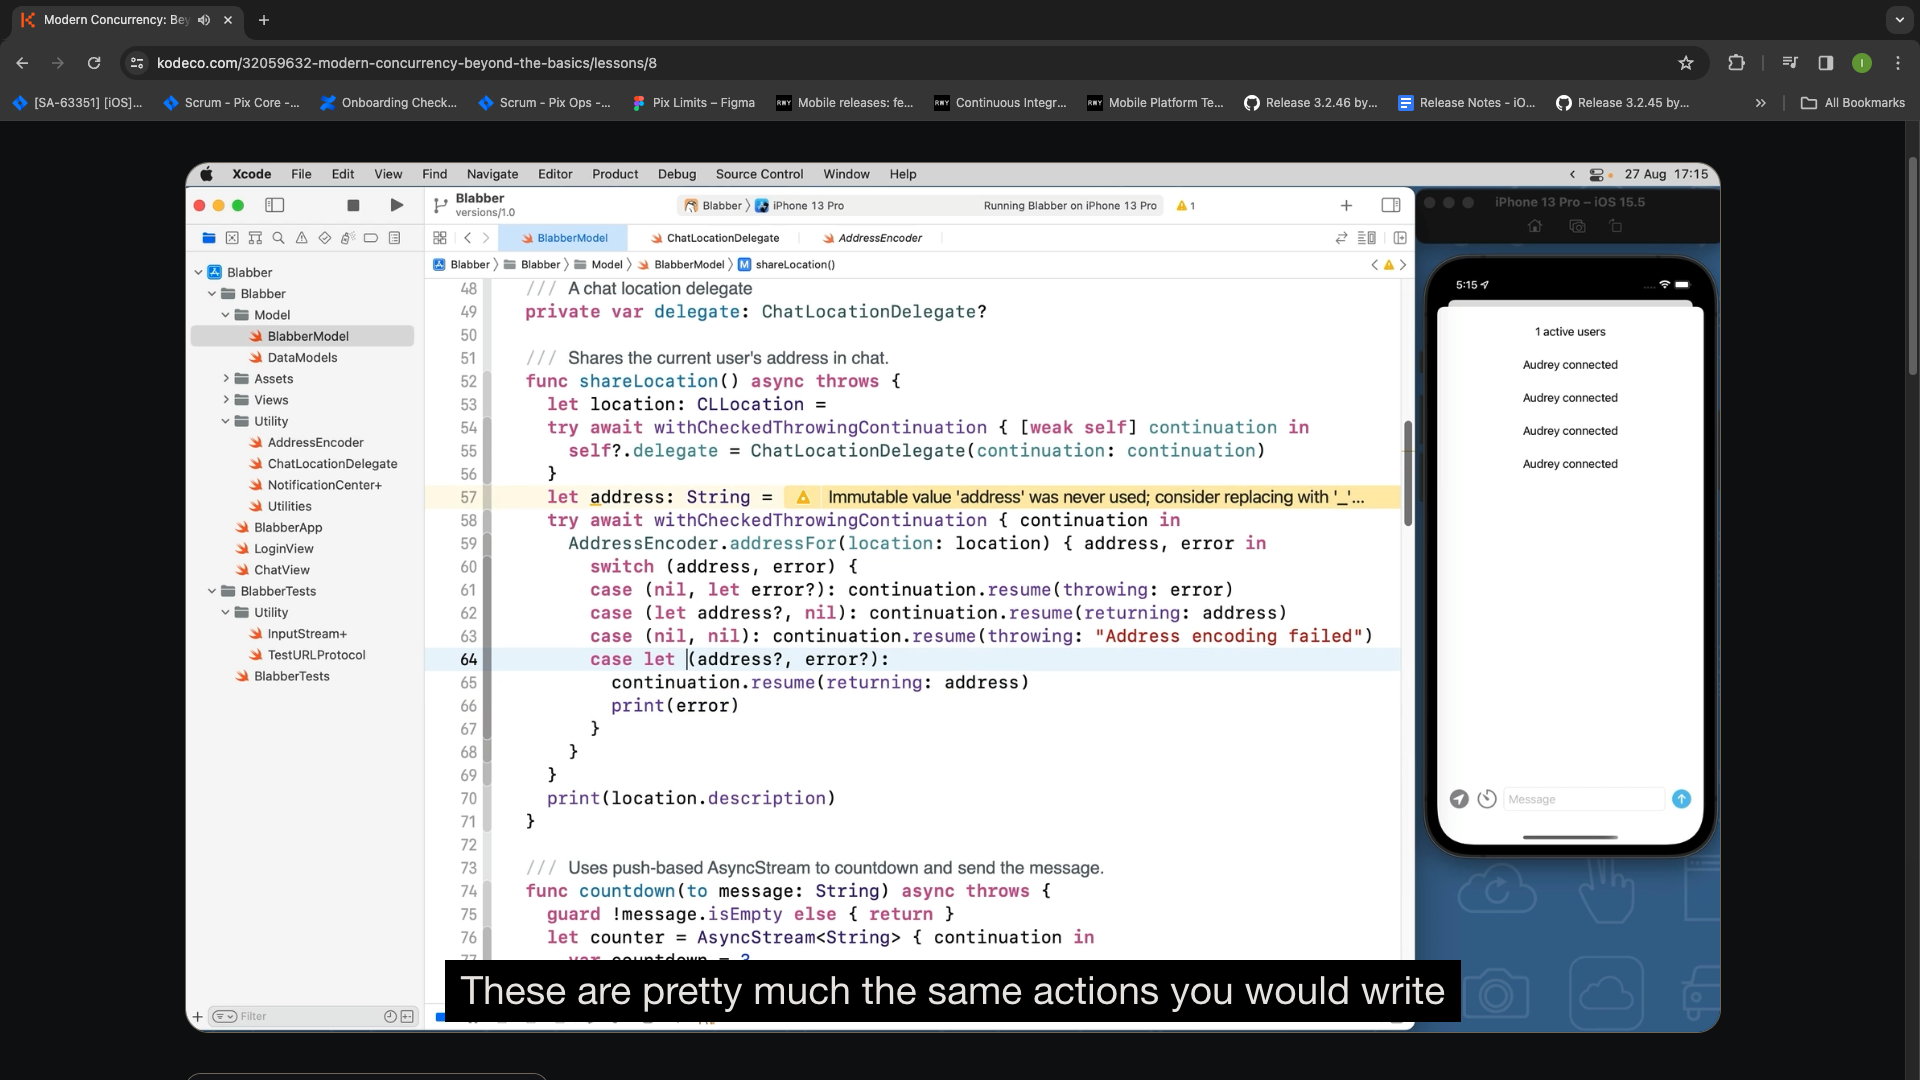 Modern Concurrency: Bey
kodeco.com/32059632-modern-concurrency-beyond-the-basics/lessons/8
[SA-63351] [iOS]...
Scrum - Pix Core -...
Onboarding Check...
Scrum - Pix Ops -...
Pix Limits – Figma
RWY Mobile releases: fe...
RWY Continuous Integr...
RWY Mobile Platform Te...
Release 3.2.46 by...
Release Notes - iO...
Release 3.2.45 by...
All Bookmarks
Xcode File Edit View Find Navigate Editor Product Debug Source Control Window Help
27 Aug 17:15
Blabber
versions/1.0
Blabber
iPhone 13 Pro
Running Blabber on iPhone 13 Pro
1
BlabberModel
ChatLocationDelegate
AddressEncoder
Blabber
Blabber
Model
BlabberModel
M shareLocation()
Blabber
Blabber
Model
BlabberModel
DataModels
Assets
Views
Utility
AddressEncoder
ChatLocationDelegate
NotificationCenter+
Utilities
BlabberApp
LoginView
ChatView
BlabberTests
Utility
InputStream+
TestURLProtocol
BlabberTests
Filter
48 /// A chat location delegate
49 private var delegate: ChatLocationDelegate?
50
51 /// Shares the current user's address in chat.
52 func shareLocation() async throws {
53 let location: CLLocation =
54 try await withCheckedThrowingContinuation { [weak self] continuation in
55 self?.delegate = ChatLocationDelegate(continuation: continuation)
56 }
57 let address: String = Immutable value 'address' was never used; consider replacing with '_'...
58 try await withCheckedThrowingContinuation { continuation in
59 AddressEncoder.addressFor(location: location) { address, error in
60 switch (address, error) {
61 case (nil, let error?): continuation.resume(throwing: error)
62 case (let address?, nil): continuation.resume(returning: address)
63 case (nil, nil): continuation.resume(throwing: "Address encoding failed")
64 case let (address?, error?):
65 continuation.resume(returning: address)
66 print(error)
67 }
68 }
69 }
70 print(location.description)
71 }
72
73 /// Uses push-based AsyncStream to countdown and send the message.
74 func countdown(to message: String) async throws {
75 guard !message.isEmpty else { return }
76 let counter = AsyncStream<String> { continuation in
77 var countdown = 3
These are pretty much the same actions you would write
iPhone 13 Pro – iOS 15.5
5:15
1 active users
Audrey connected
Audrey connected
Audrey connected
Audrey connected
Message